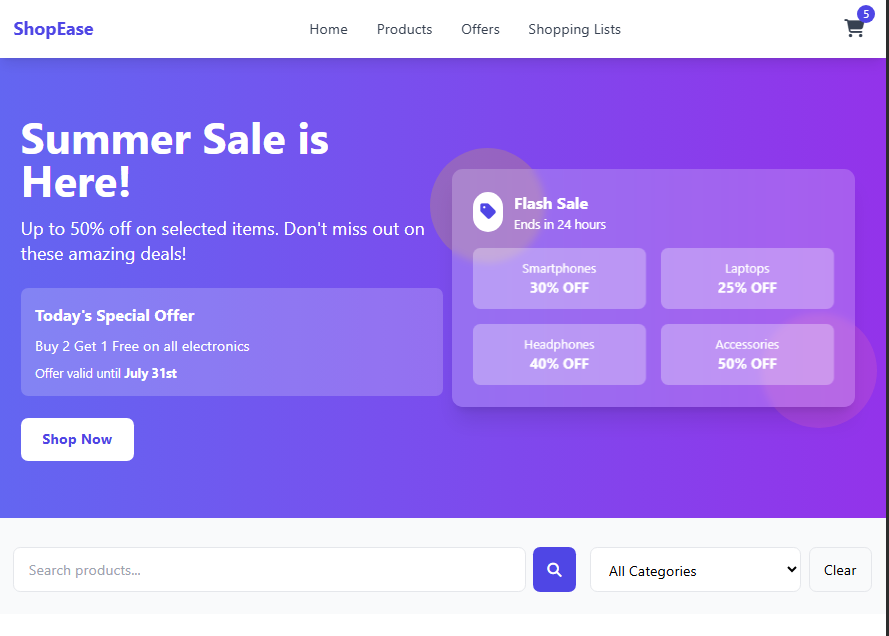 ShopEase
Home
Products
Offers
Shopping Lists
5
Summer Sale is
Here!
Up to 50% off on selected items. Don't miss out on
these amazing deals!
Today's Special Offer
Buy 2 Get 1 Free on all electronics
Offer valid until July 31st
Shop Now
Flash Sale
Ends in 24 hours
Smartphones
30% OFF
Laptops
25% OFF
Headphones
40% OFF
Accessories
50% OFF
Search products...
All Categories
Clear